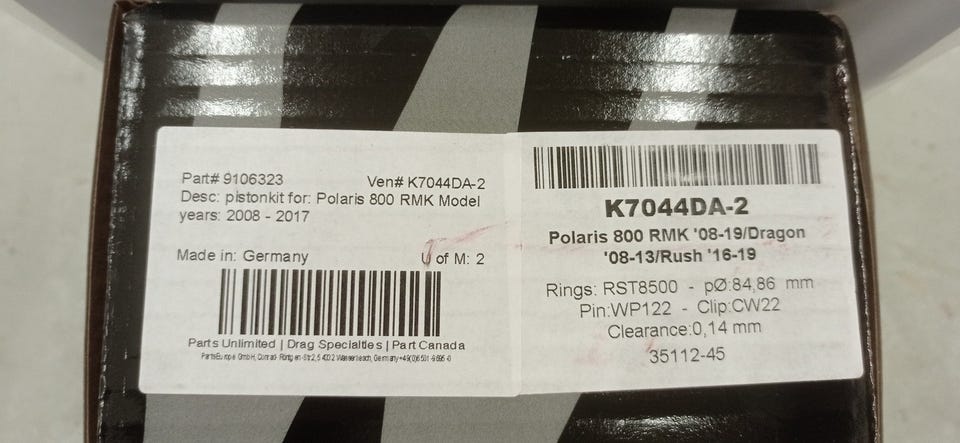 Part# 9106323 Ven# K7044DA-2
Desc: pistonkit for: Polaris 800 RMK Model
years: 2008 - 2017
Made in: Germany U of M: 2
Parts Unlimited | Drag Specialties | Part Canada
K7044DA-2
Polaris 800 RMK '08-19/Dragon
'08-13/Rush '16-19
Rings: RST8500 - pØ:84,86 mm
Pin:WP122 - Clip:CW22
Clearance:0,14 mm
35112-45